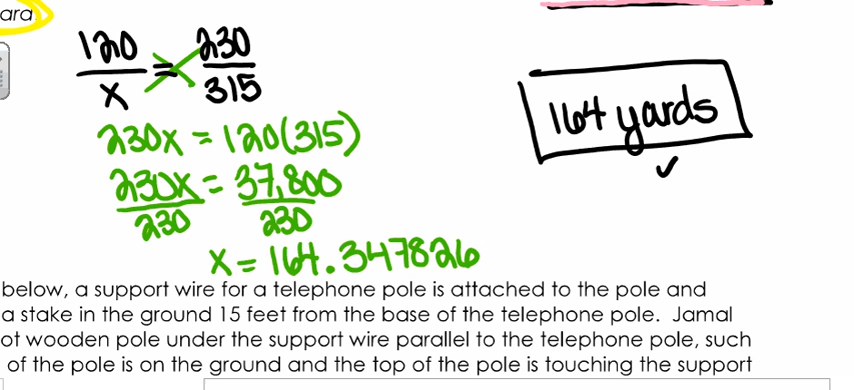 ara
120/x = 230/315
230x = 120(315)
230x/230 = 37,800/230
x = 164.347826
164 yards
below, a support wire for a telephone pole is attached to the pole and
a stake in the ground 15 feet from the base of the telephone pole. Jamal
ot wooden pole under the support wire parallel to the telephone pole, such
of the pole is on the ground and the top of the pole is touching the support